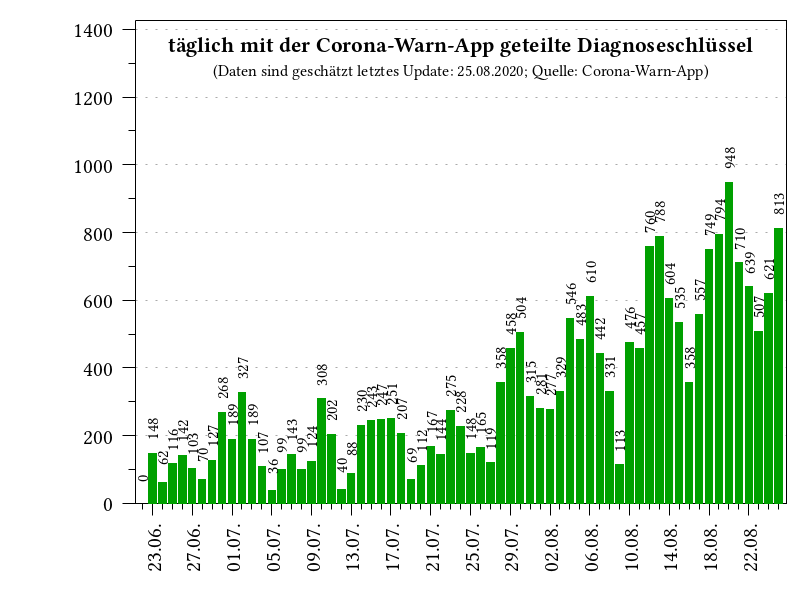 täglich mit der Corona-Warn-App geteilte Diagnoseschlüssel
(Daten sind geschätzt letztes Update: 25.08.2020; Quelle: Corona-Warn-App)
1400
1200
1000
800
600
400
200
0
0 148 62 116 142 103 70 127 268 189 327 189 107 36 99 143 99 124 308 202 40 88 230 243 247 251 207 69 112 167 144 275 228 148 165 119 358 458 504 315 281 277 329 546 483 610 442 331 113 476 457 760 788 604 535 358 557 749 794 948 710 639 507 621 813
23.06. 27.06. 01.07. 05.07. 09.07. 13.07. 17.07. 21.07. 25.07. 29.07. 02.08. 06.08. 10.08. 14.08. 18.08. 22.08.